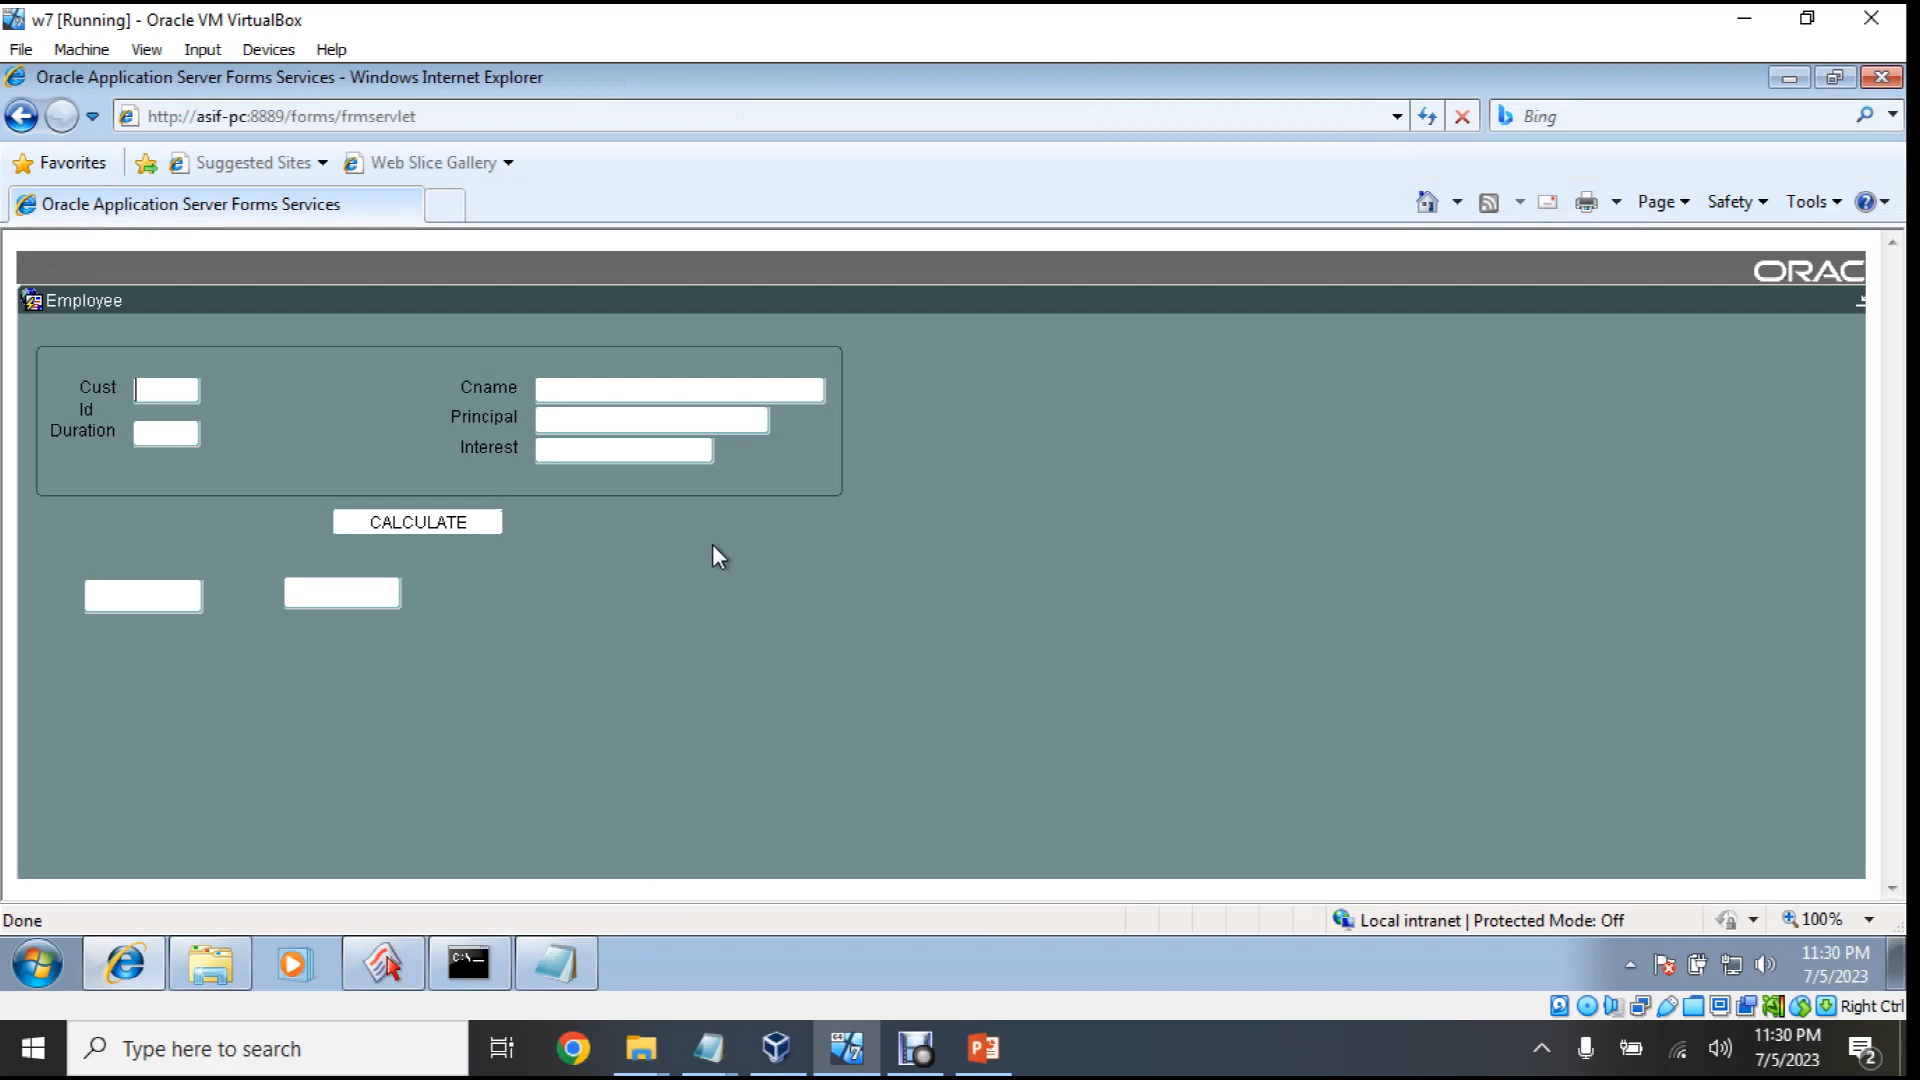 w7 [Running] - Oracle VM VirtualBox
File Machine View Input Devices Help
Oracle Application Server Forms Services - Windows Internet Explorer
http://asif-pc:8889/forms/frmservlet
Bing
Favorites Suggested Sites Web Slice Gallery
Oracle Application Server Forms Services
Page Safety Tools
ORAC
Employee
Cust
Id
Duration
Cname
Principal
Interest
CALCULATE
Done
Local intranet | Protected Mode: Off
100%
C:\_
11:30 PM
7/5/2023
Right Ctrl
Type here to search
64
7
11:30 PM
7/5/2023
2